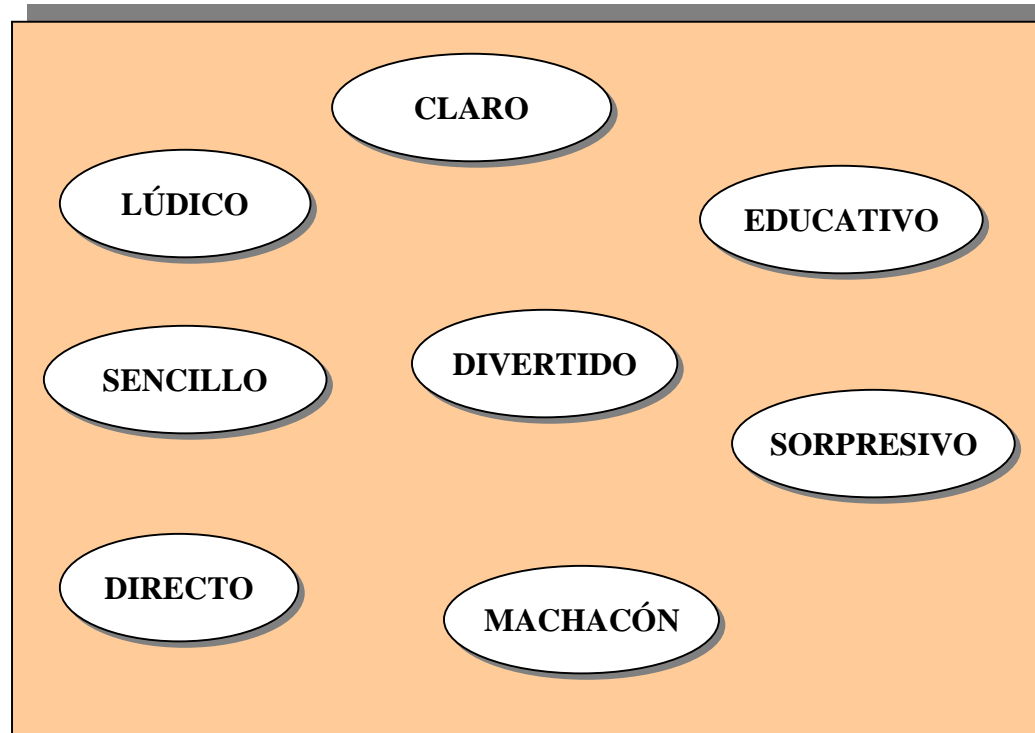 CLARO
LÚDICO
EDUCATIVO
DIVERTIDO
SENCILLO
SORPRESIVO
DIRECTO
MACHACÓN